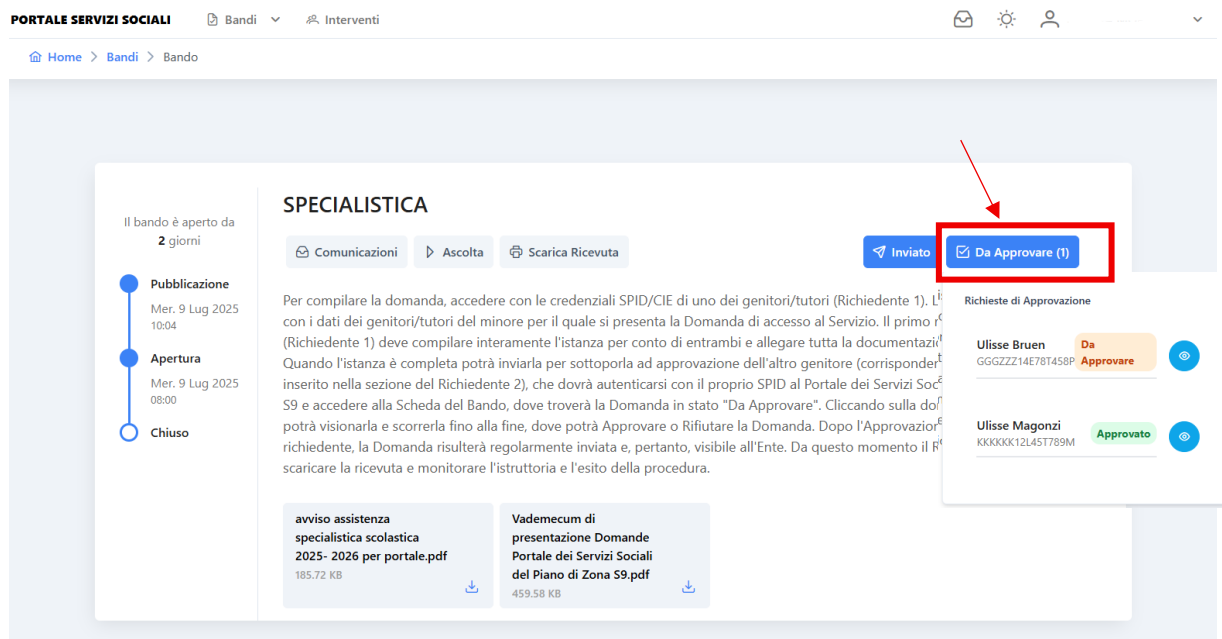 PORTALE SERVIZI SOCIALI
Bandi
Interventi
Home > Bandi > Bando
Il bando è aperto da
2 giorni
Pubblicazione
Mer. 9 Lug 2025
10:04
Apertura
Mer. 9 Lug 2025
08:00
Chiuso
SPECIALISTICA
Comunicazioni
Ascolta
Scarica Ricevuta
Inviato
Da Approvare (1)
Per compilare la domanda, accedere con le credenziali SPID/CIE di uno dei genitori/tutori (Richiedente 1).
con i dati dei genitori/tutori del minore per il quale si presenta la Domanda di accesso al Servizio. Il primo
(Richiedente 1) deve compilare interamente l'istanza per conto di entrambi e allegare tutta la
Quando l'istanza è completa potrà inviarla per sottoporla ad approvazione dell'altro genitore
inserito nella sezione del Richiedente 2), che dovrà autenticarsi con il proprio SPID al Portale dei Servizi
S9 e accedere alla Scheda del Bando, dove troverà la Domanda in stato "Da Approvare". Cliccando sulla
potrà visionarla e scorrerla fino alla fine, dove potrà Approvare o Rifiutare la Domanda. Dopo
richiedente, la Domanda risulterà regolarmente inviata e, pertanto, visibile all'Ente. Da questo momento il
scaricare la ricevuta e monitorare l'istruttoria e l'esito della procedura.
Richieste di Approvazione
Ulisse Bruen
GGGZZZ14E78T458P
Da
Approvare
Ulisse Magonzi
KKKKKK12L45T789M
Approvato
avviso assistenza
specialistica scolastica
2025- 2026 per portale.pdf
185.72 KB
Vademecum di
presentazione Domande
Portale dei Servizi Sociali
del Piano di Zona S9.pdf
459.58 KB